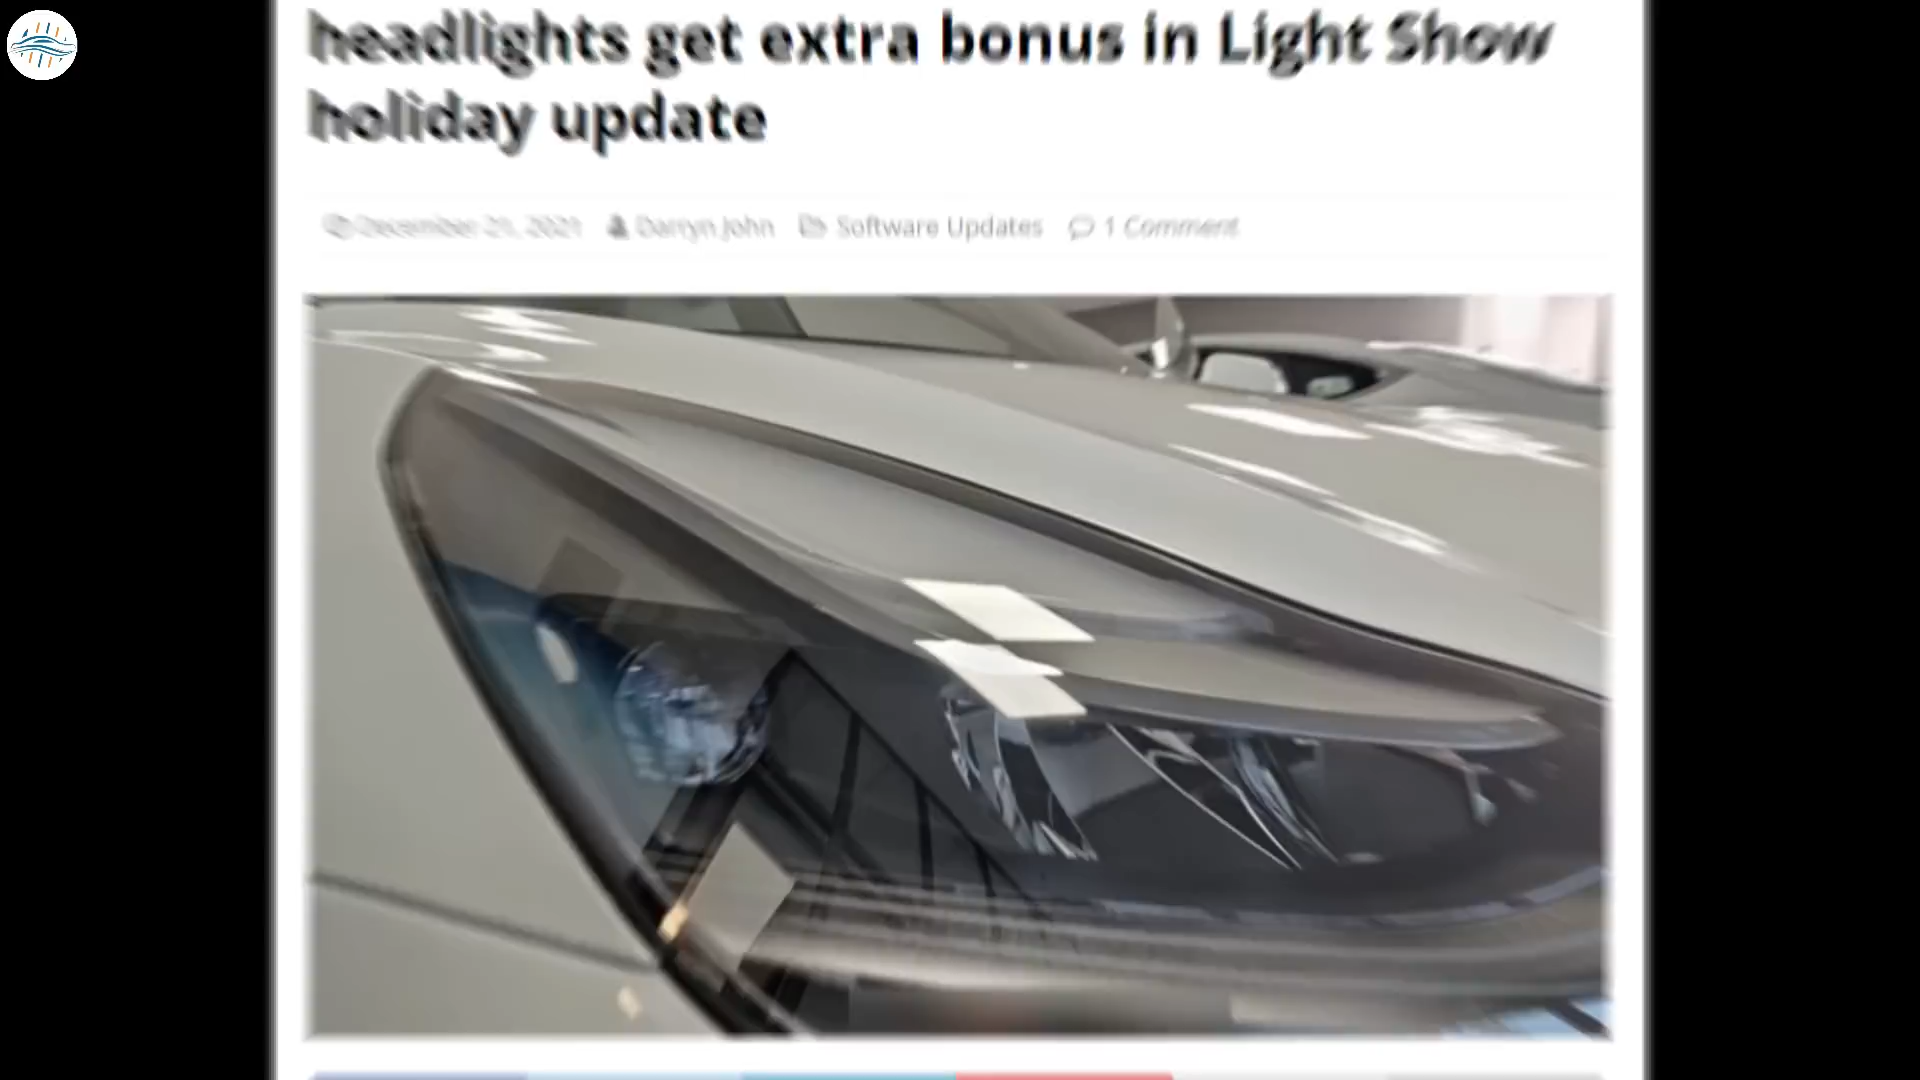 headlights get extra bonus in Light Show
holiday update
December 21, 2021 Darryn John Software Updates 1 Comment